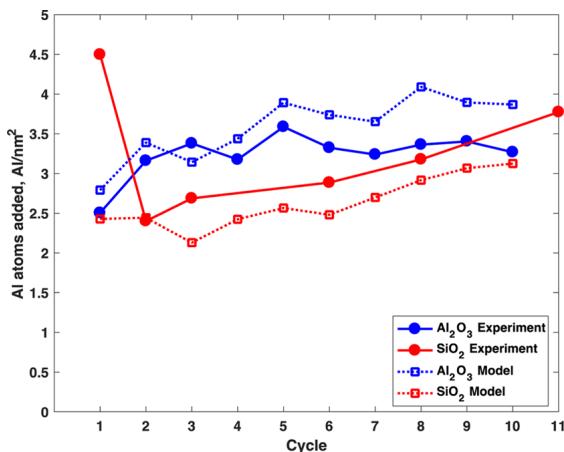 5
4.5
4
3.5
3
2.5
2
1.5
1
0.5
0
Al atoms added, Al/nm²
1 2 3 4 5 6 7 8 9 10 11
Cycle
Al₂O₃ Experiment
SiO₂ Experiment
Al₂O₃ Model
SiO₂ Model